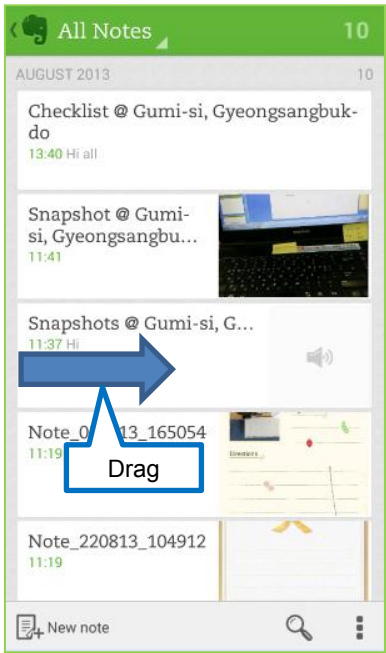 All Notes
10
AUGUST 2013
10
Checklist @ Gumi-si, Gyeongsangbuk-
do
13:40 Hi all
Snapshot @ Gumi-
si, Gyeongsangbu...
11:41
Snapshots @ Gumi-si, G...
11:37 Hi
13_165054
11:19
Directions
Drag
Note_220813_104912
11:19
New note